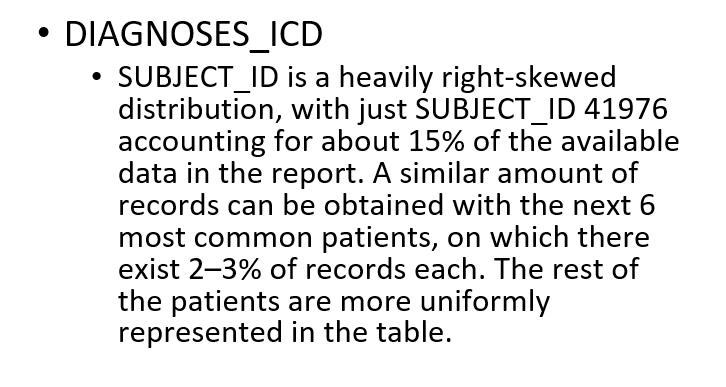 • DIAGNOSES_ICD
• SUBJECT_ID is a heavily right-skewed
distribution, with just SUBJECT_ID 41976
accounting for about 15% of the available
data in the report. A similar amount of
records can be obtained with the next 6
most common patients, on which there
exist 2–3% of records each. The rest of
the patients are more uniformly
represented in the table.